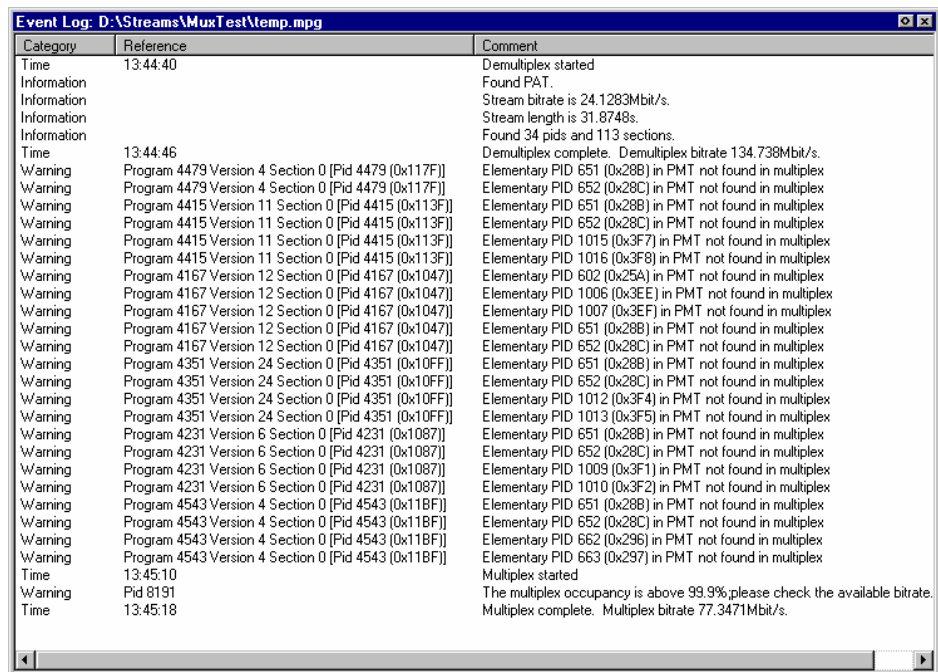 Event Log: D:\Streams\MuxTest\temp.mpg
Category Reference Comment
Time 13:44:40 Demultiplex started
Information Found PAT.
Information Stream bitrate is 24.1283Mbit/s.
Information Stream length is 31.8748s.
Information Found 34 pids and 113 sections.
Time 13:44:46 Demultiplex complete. Demultiplex bitrate 134.738Mbit/s.
Warning Program 4479 Version 4 Section 0 [Pid 4479 (0x117F)] Elementary PID 651 (0x28B) in PMT not found in multiplex
Warning Program 4479 Version 4 Section 0 [Pid 4479 (0x117F)] Elementary PID 652 (0x28C) in PMT not found in multiplex
Warning Program 4415 Version 11 Section 0 [Pid 4415 (0x113F)] Elementary PID 651 (0x28B) in PMT not found in multiplex
Warning Program 4415 Version 11 Section 0 [Pid 4415 (0x113F)] Elementary PID 652 (0x28C) in PMT not found in multiplex
Warning Program 4415 Version 11 Section 0 [Pid 4415 (0x113F)] Elementary PID 1015 (0x3F7) in PMT not found in multiplex
Warning Program 4415 Version 11 Section 0 [Pid 4415 (0x113F)] Elementary PID 1016 (0x3F8) in PMT not found in multiplex
Warning Program 4167 Version 12 Section 0 [Pid 4167 (0x1047)] Elementary PID 602 (0x25A) in PMT not found in multiplex
Warning Program 4167 Version 12 Section 0 [Pid 4167 (0x1047)] Elementary PID 1006 (0x3EE) in PMT not found in multiplex
Warning Program 4167 Version 12 Section 0 [Pid 4167 (0x1047)] Elementary PID 1007 (0x3EF) in PMT not found in multiplex
Warning Program 4167 Version 12 Section 0 [Pid 4167 (0x1047)] Elementary PID 651 (0x28B) in PMT not found in multiplex
Warning Program 4167 Version 12 Section 0 [Pid 4167 (0x1047)] Elementary PID 652 (0x28C) in PMT not found in multiplex
Warning Program 4351 Version 24 Section 0 [Pid 4351 (0x10FF)] Elementary PID 651 (0x28B) in PMT not found in multiplex
Warning Program 4351 Version 24 Section 0 [Pid 4351 (0x10FF)] Elementary PID 652 (0x28C) in PMT not found in multiplex
Warning Program 4351 Version 24 Section 0 [Pid 4351 (0x10FF)] Elementary PID 1012 (0x3F4) in PMT not found in multiplex
Warning Program 4351 Version 24 Section 0 [Pid 4351 (0x10FF)] Elementary PID 1013 (0x3F5) in PMT not found in multiplex
Warning Program 4231 Version 6 Section 0 [Pid 4231 (0x1087)] Elementary PID 651 (0x28B) in PMT not found in multiplex
Warning Program 4231 Version 6 Section 0 [Pid 4231 (0x1087)] Elementary PID 652 (0x28C) in PMT not found in multiplex
Warning Program 4231 Version 6 Section 0 [Pid 4231 (0x1087)] Elementary PID 1009 (0x3F1) in PMT not found in multiplex
Warning Program 4231 Version 6 Section 0 [Pid 4231 (0x1087)] Elementary PID 1010 (0x3F2) in PMT not found in multiplex
Warning Program 4543 Version 4 Section 0 [Pid 4543 (0x11BF)] Elementary PID 651 (0x28B) in PMT not found in multiplex
Warning Program 4543 Version 4 Section 0 [Pid 4543 (0x11BF)] Elementary PID 652 (0x28C) in PMT not found in multiplex
Warning Program 4543 Version 4 Section 0 [Pid 4543 (0x11BF)] Elementary PID 662 (0x296) in PMT not found in multiplex
Warning Program 4543 Version 4 Section 0 [Pid 4543 (0x11BF)] Elementary PID 663 (0x297) in PMT not found in multiplex
Time 13:45:10 Multiplex started
Warning Pid 8191 The multiplex occupancy is above 99.9%;please check the available bitrate.
Time 13:45:18 Multiplex complete. Multiplex bitrate 77.3471Mbit/s.